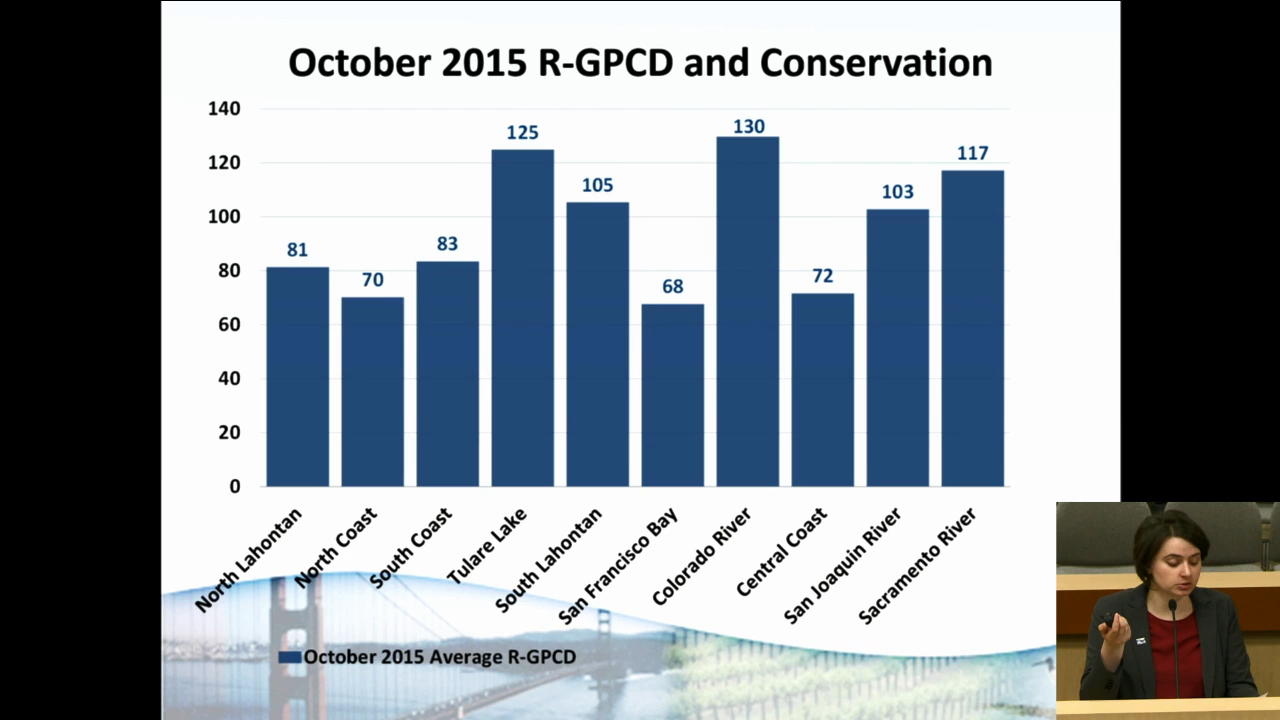 October 2015 R-GPCD and Conservation
140
120
100
80
60
40
20
0
81
70
83
125
105
68
130
72
103
117
North Lahontan
North Coast
South Coast
Tulare Lake
South Lahontan
San Francisco Bay
Colorado River
Central Coast
San Joaquin River
Sacramento River
October 2015 Average R-GPCD